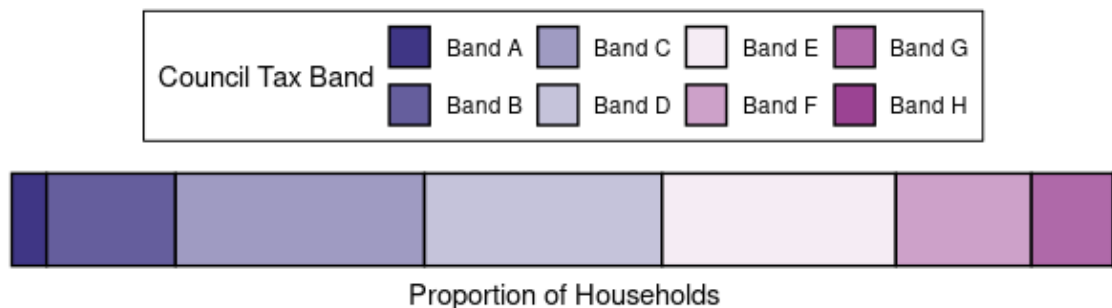 Band A Band C Band E Band G
Council Tax Band
Band B Band D Band F Band H
Proportion of Households